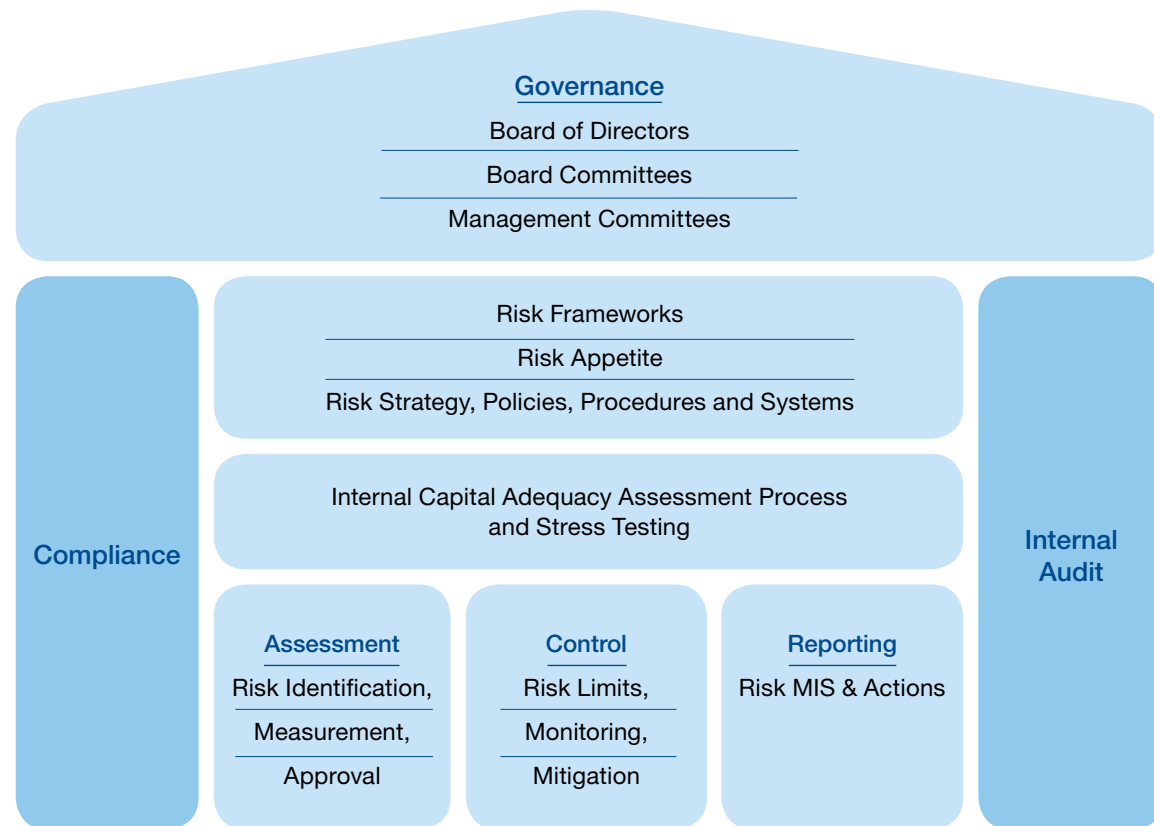 Governance
Board of Directors
Board Committees
Management Committees
Compliance
Risk Frameworks
Risk Appetite
Risk Strategy, Policies, Procedures and Systems
Internal Capital Adequacy Assessment Process
and Stress Testing
Assessment
Risk Identification,
Measurement,
Approval
Control
Risk Limits,
Monitoring,
Mitigation
Reporting
Risk MIS & Actions
Internal
Audit